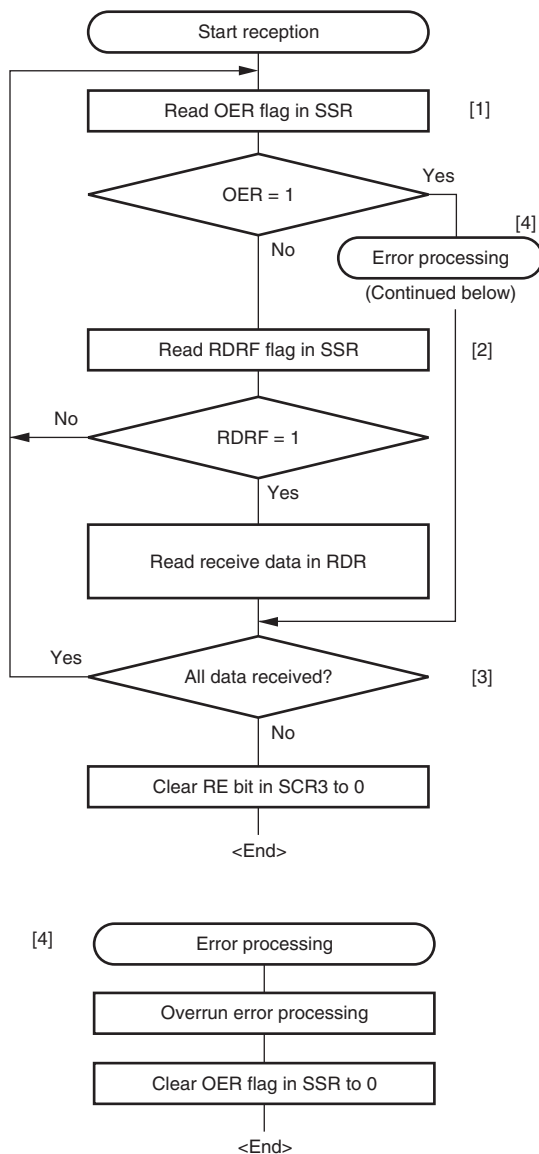 Start reception
Read OER flag in SSR
[1]
OER = 1
Yes
No
[4]
Error processing
(Continued below)
Read RDRF flag in SSR
[2]
No
RDRF = 1
Yes
Read receive data in RDR
Yes
All data received?
[3]
No
Clear RE bit in SCR3 to 0
<End>
[4]
Error processing
Overrun error processing
Clear OER flag in SSR to 0
<End>